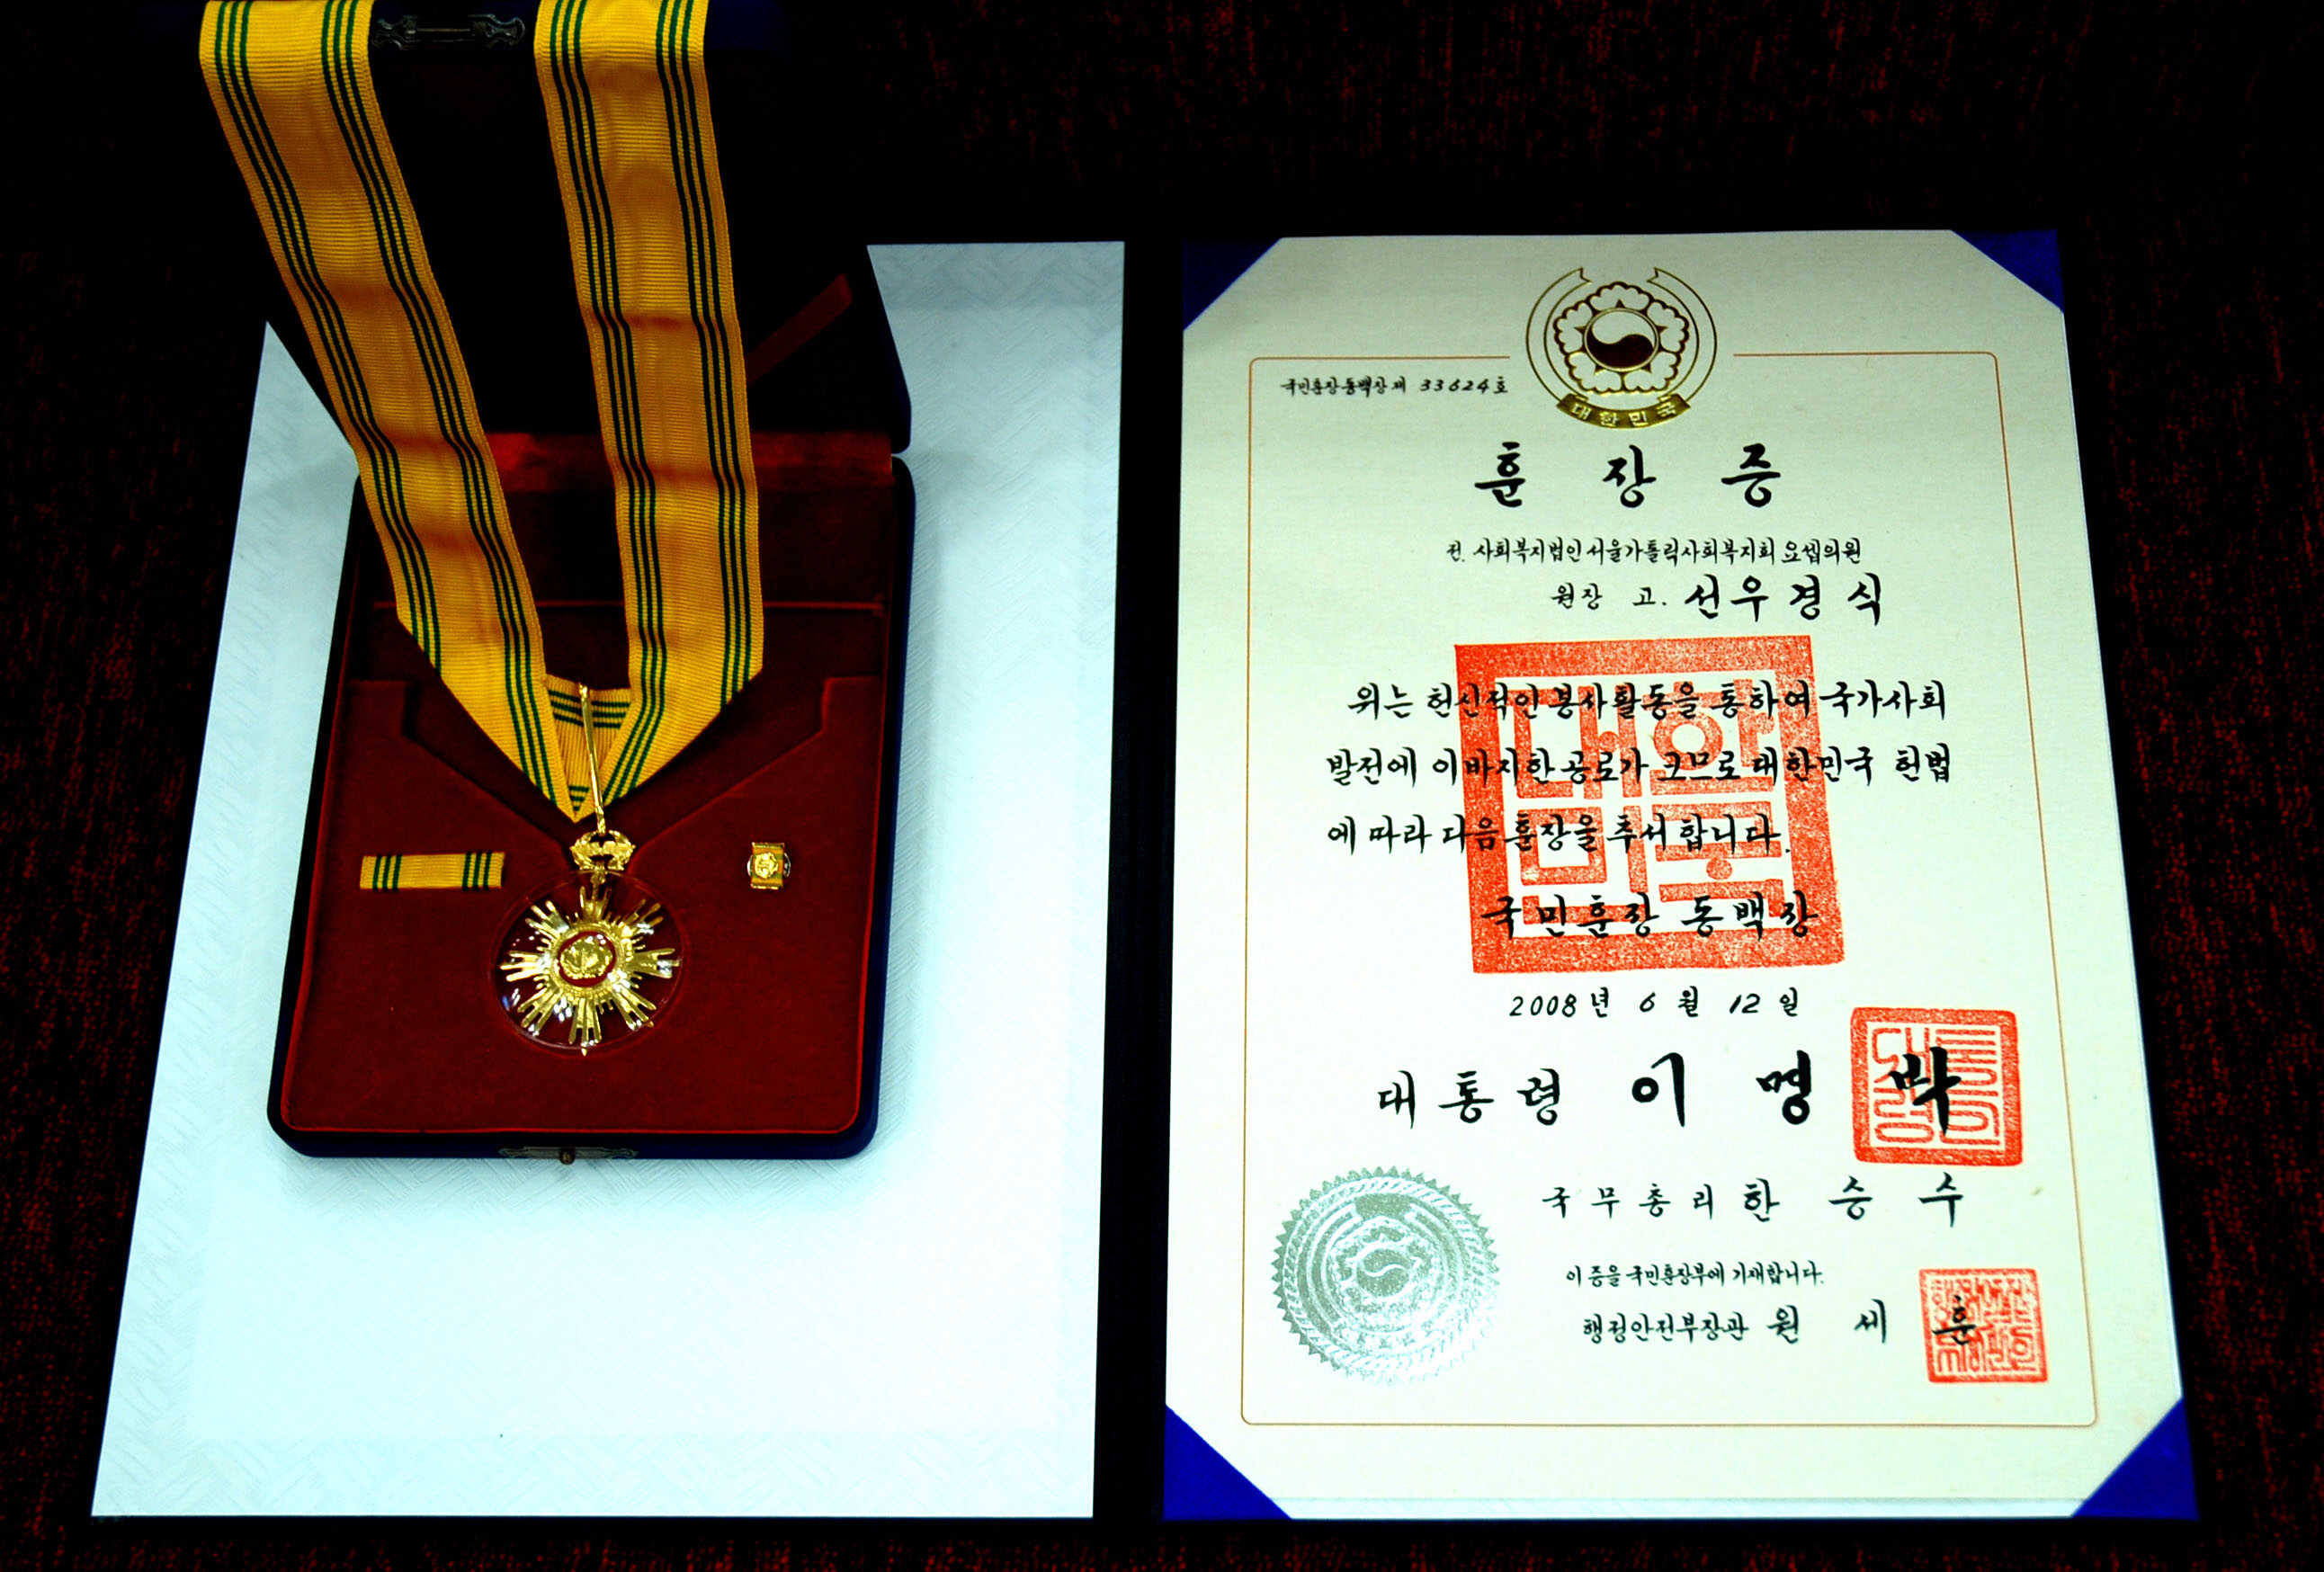 대한민국
국민훈장동백장 제 33624호
훈장증
전. 사회복지법인서울가톨릭사회복지회 요셉의원
원장 고. 선우경식
위는 헌신적인 봉사활동을 통하여 국가사회
발전에 이바지한 공로가 크므로 대한민국 헌법
에 따라 다음 훈장을 추서합니다.
대한
민국
국민훈장 동백장
2008년 6월 12일
대통령 이명박
국무총리 한승수
이 증을 국민훈장부에 기재합니다.
행정안전부장관 원세훈